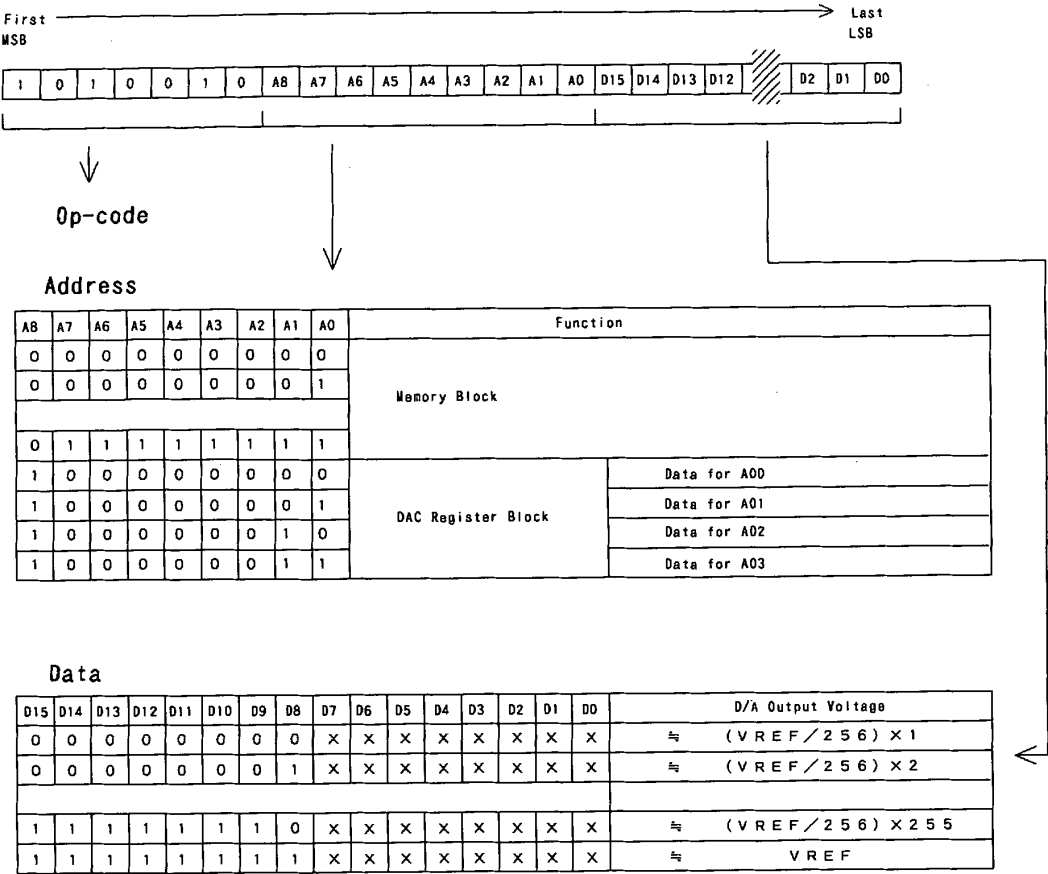 First Last
MSB LSB
1 0 1 0 0 1 0 A8 A7 A6 A5 A4 A3 A2 A1 A0 D15 D14 D13 D12 D2 D1 D0
Op-code
Address
A8 A7 A6 A5 A4 A3 A2 A1 A0 Function
0 0 0 0 0 0 0 0 0
0 0 0 0 0 0 0 0 1
Memory Block
0 1 1 1 1 1 1 1 1
1 0 0 0 0 0 0 0 0 Data for A00
1 0 0 0 0 0 0 0 1 Data for A01
DAC Register Block
1 0 0 0 0 0 0 1 0 Data for A02
1 0 0 0 0 0 0 1 1 Data for A03
Data
D15 D14 D13 D12 D11 D10 D9 D8 D7 D6 D5 D4 D3 D2 D1 D0 D/A Output Voltage
0 0 0 0 0 0 0 0 X X X X X X X X ≒ (VREF/256)×1
0 0 0 0 0 0 0 1 X X X X X X X X ≒ (VREF/256)×2
1 1 1 1 1 1 1 0 X X X X X X X X ≒ (VREF/256)×255
1 1 1 1 1 1 1 1 X X X X X X X X ≒ VREF